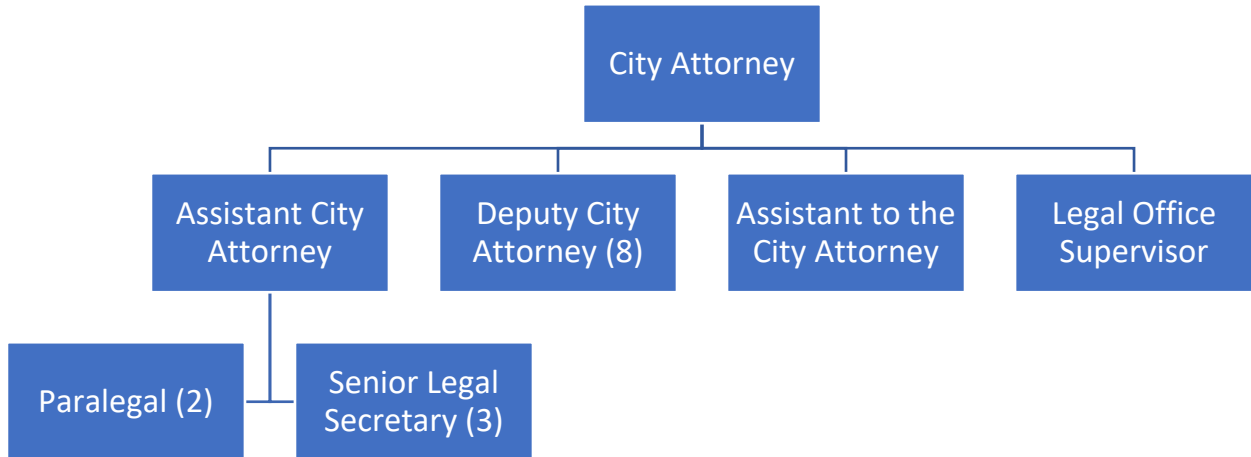 City Attorney
Assistant City
Attorney
Deputy City
Attorney (8)
Assistant to the
City Attorney
Legal Office
Supervisor
Paralegal (2)
Senior Legal
Secretary (3)